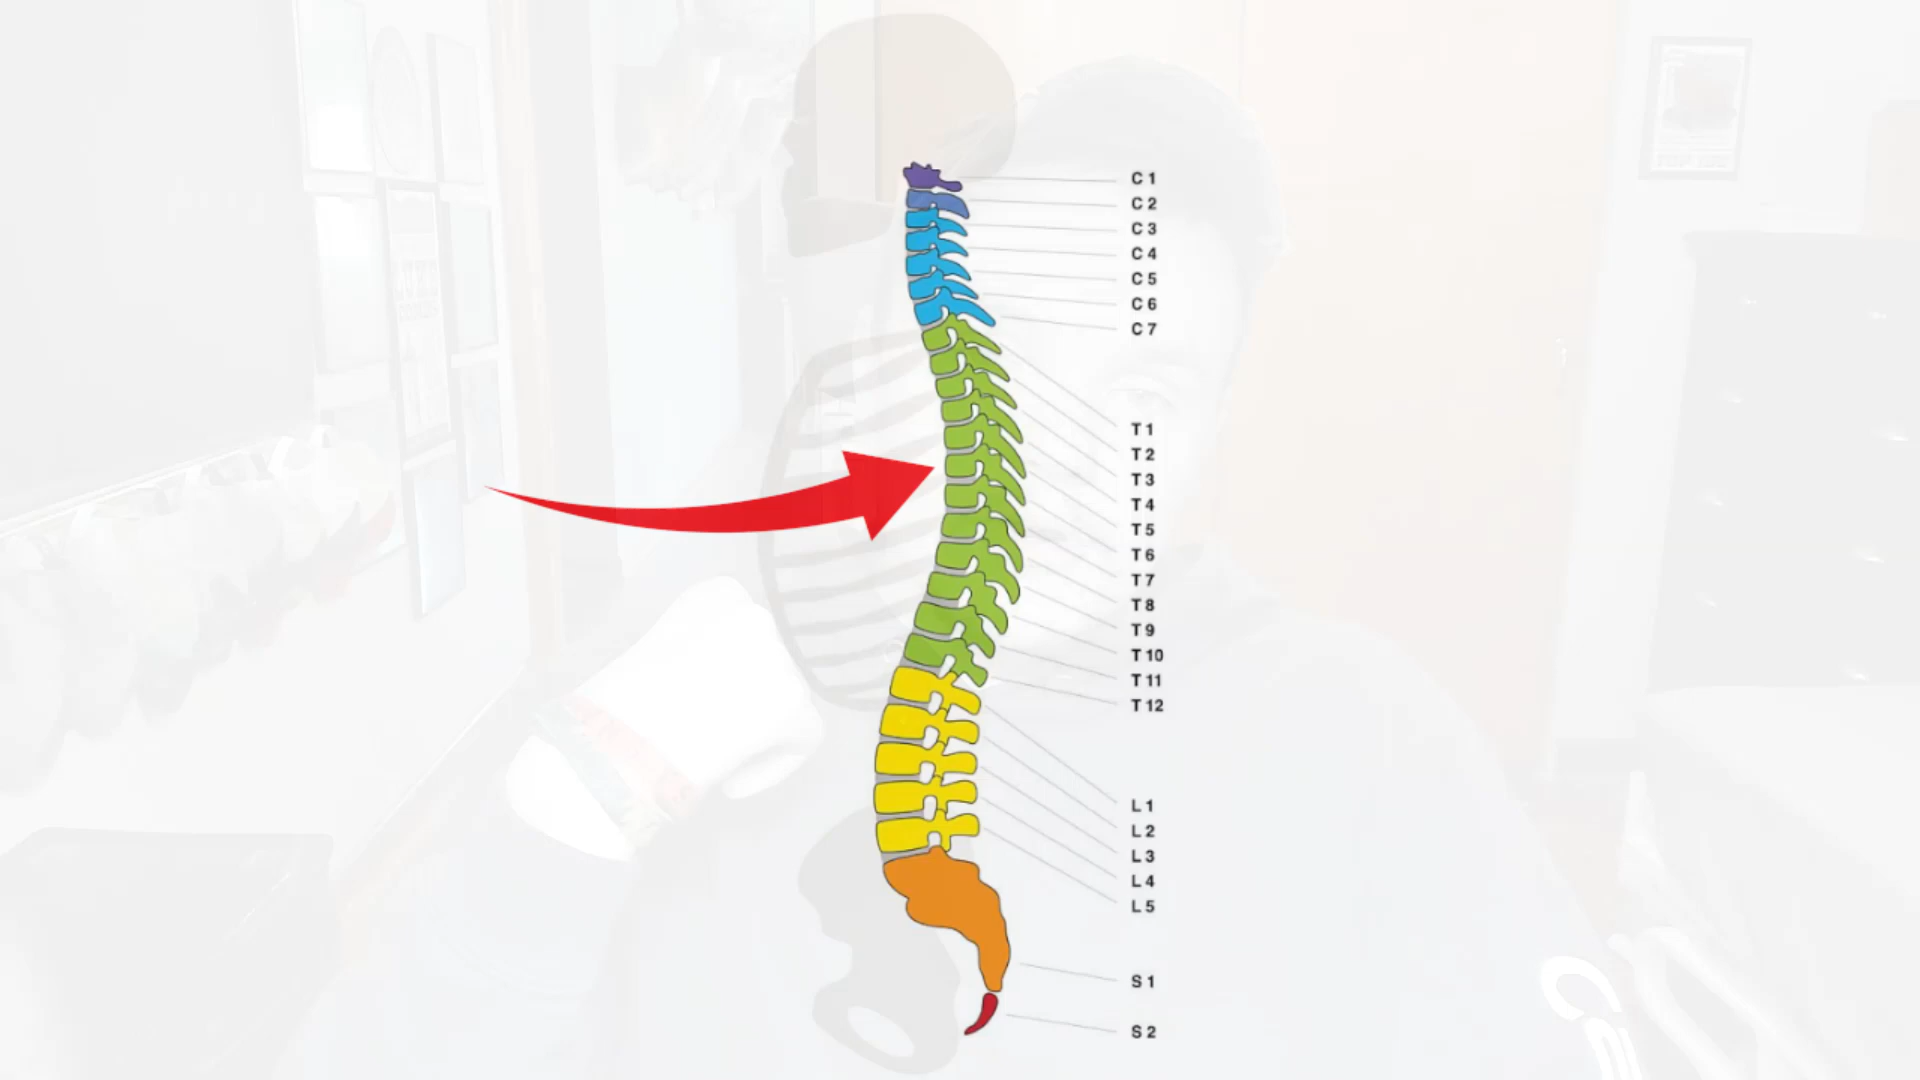 C 1
C 2
C 3
C 4
C 5
C 6
C 7
T 1
T 2
T 3
T 4
T 5
T 6
T 7
T 8
T 9
T 10
T 11
T 12
L 1
L 2
L 3
L 4
L 5
S 1
S 2